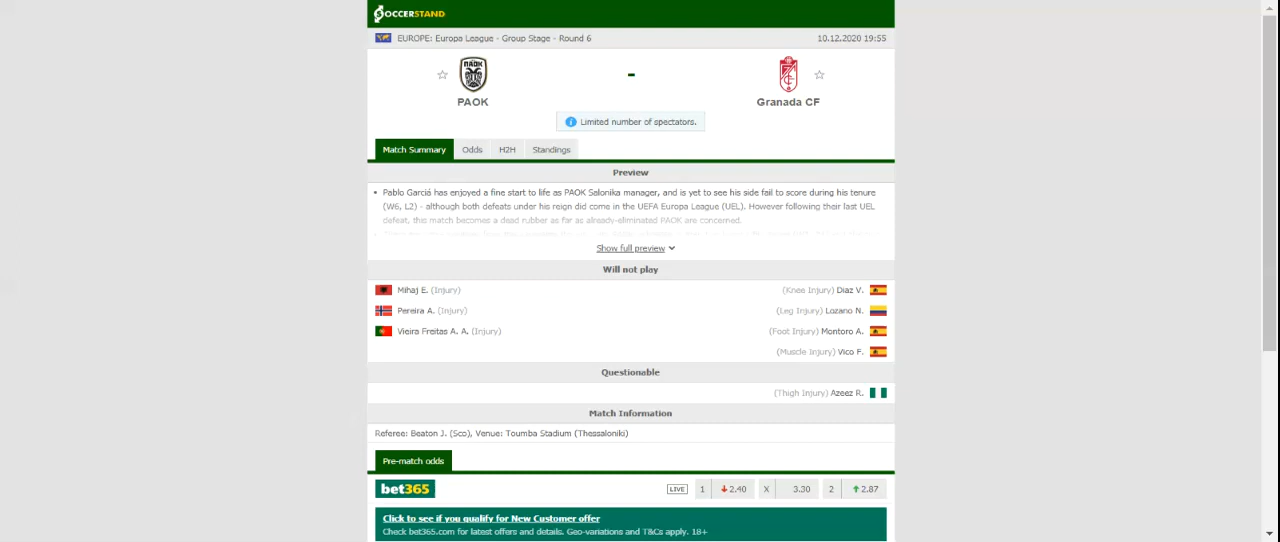 SOCCERSTAND
EUROPE: Europa League - Group Stage - Round 6 10.12.2020 19:55
ΠΑΟΚ
-
PAOK Granada CF
Limited number of spectators.
Match Summary Odds H2H Standings
Preview
Pablo Garciá has enjoyed a fine start to life as PAOK Salonika manager, and is yet to see his side fail to score during his tenure
(W6, L2) - although both defeats under his reign did come in the UEFA Europa League (UEL). However following their last UEL
defeat, this match becomes a dead rubber as far as already-eliminated PAOK are concerned.
Show full preview
Will not play
Mihaj E. (Injury) (Knee Injury) Diaz V.
Pereira A. (Injury) (Leg Injury) Lozano N.
Vieira Freitas A. A. (Injury) (Foot Injury) Montoro A.
(Muscle Injury) Vico F.
Questionable
(Thigh Injury) Azeez R.
Match Information
Referee: Beaton J. (Sco), Venue: Toumba Stadium (Thessaloniki)
Pre-match odds
bet365 LIVE 1 2.40 X 3.30 2 2.87
Click to see if you qualify for New Customer offer
Check bet365.com for latest offers and details. Geo-variations and T&Cs apply. 18+